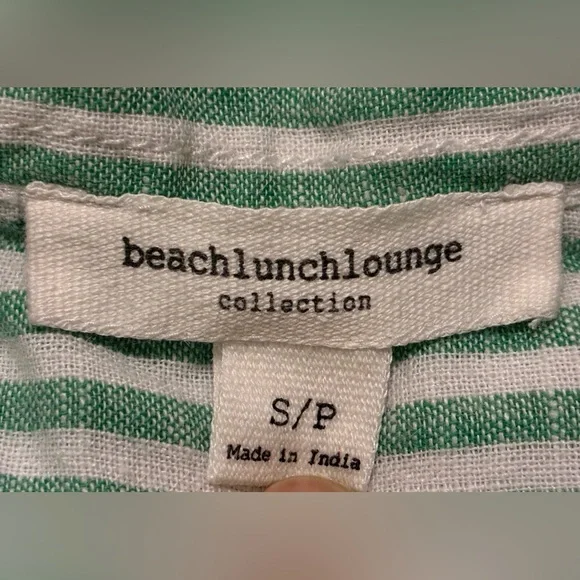 beachlunchlounge
collection
S/P
Made in India